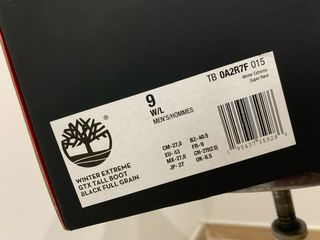 TB 0A2R7F 015
Winter Extreme
Super Race
9
W/L
MEN'S/HOMMES
CM-27,0 BZ-40.5
EU-43 FR-9
MX-27,0 CN-270(2.5)
JP-27 UK-8.5
WINTER EXTREME
GTX TALL BOOT
BLACK FULL GRAIN